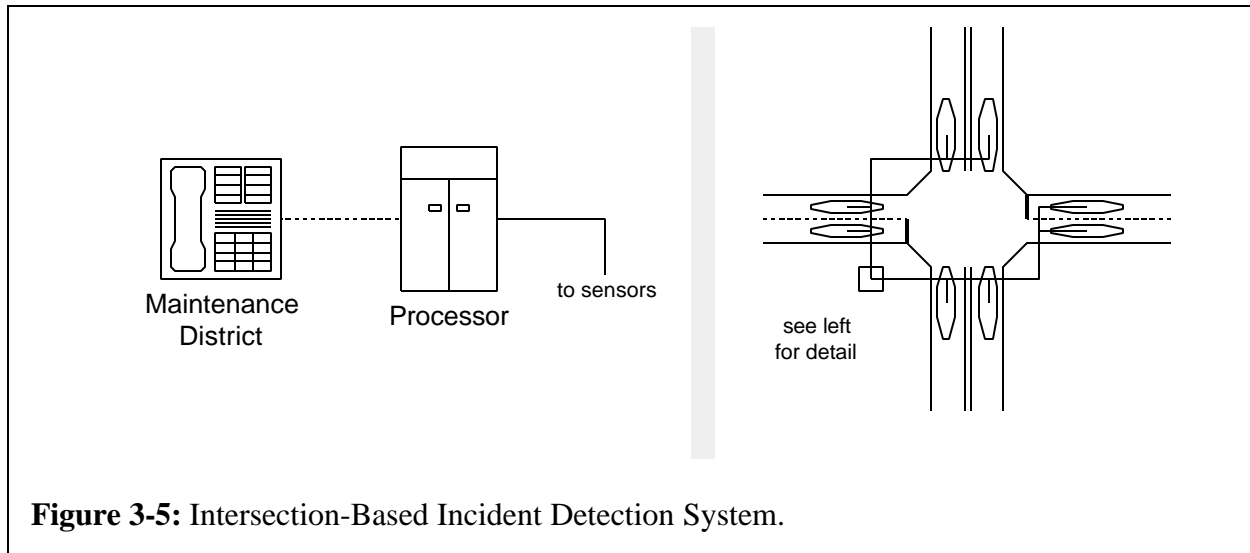 Maintenance
District
Processor
to sensors
see left
for detail
Figure 3-5: Intersection-Based Incident Detection System.